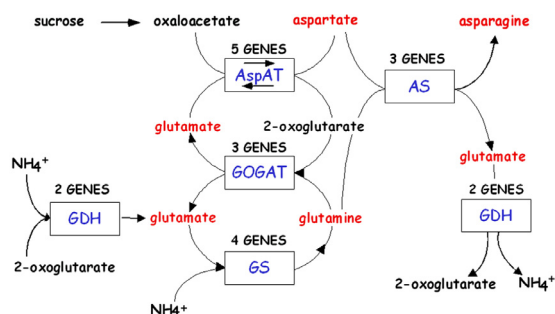 sucrose oxaloacetate aspartate asparagine
5 GENES
AspAT
3 GENES
AS
glutamate
2-oxoglutarate
3 GENES
GOGAT
glutamate
NH4+
2 GENES
GDH
glutamate
glutamine
2 GENES
GDH
2-oxoglutarate
4 GENES
GS
NH4+
2-oxoglutarate
NH4+